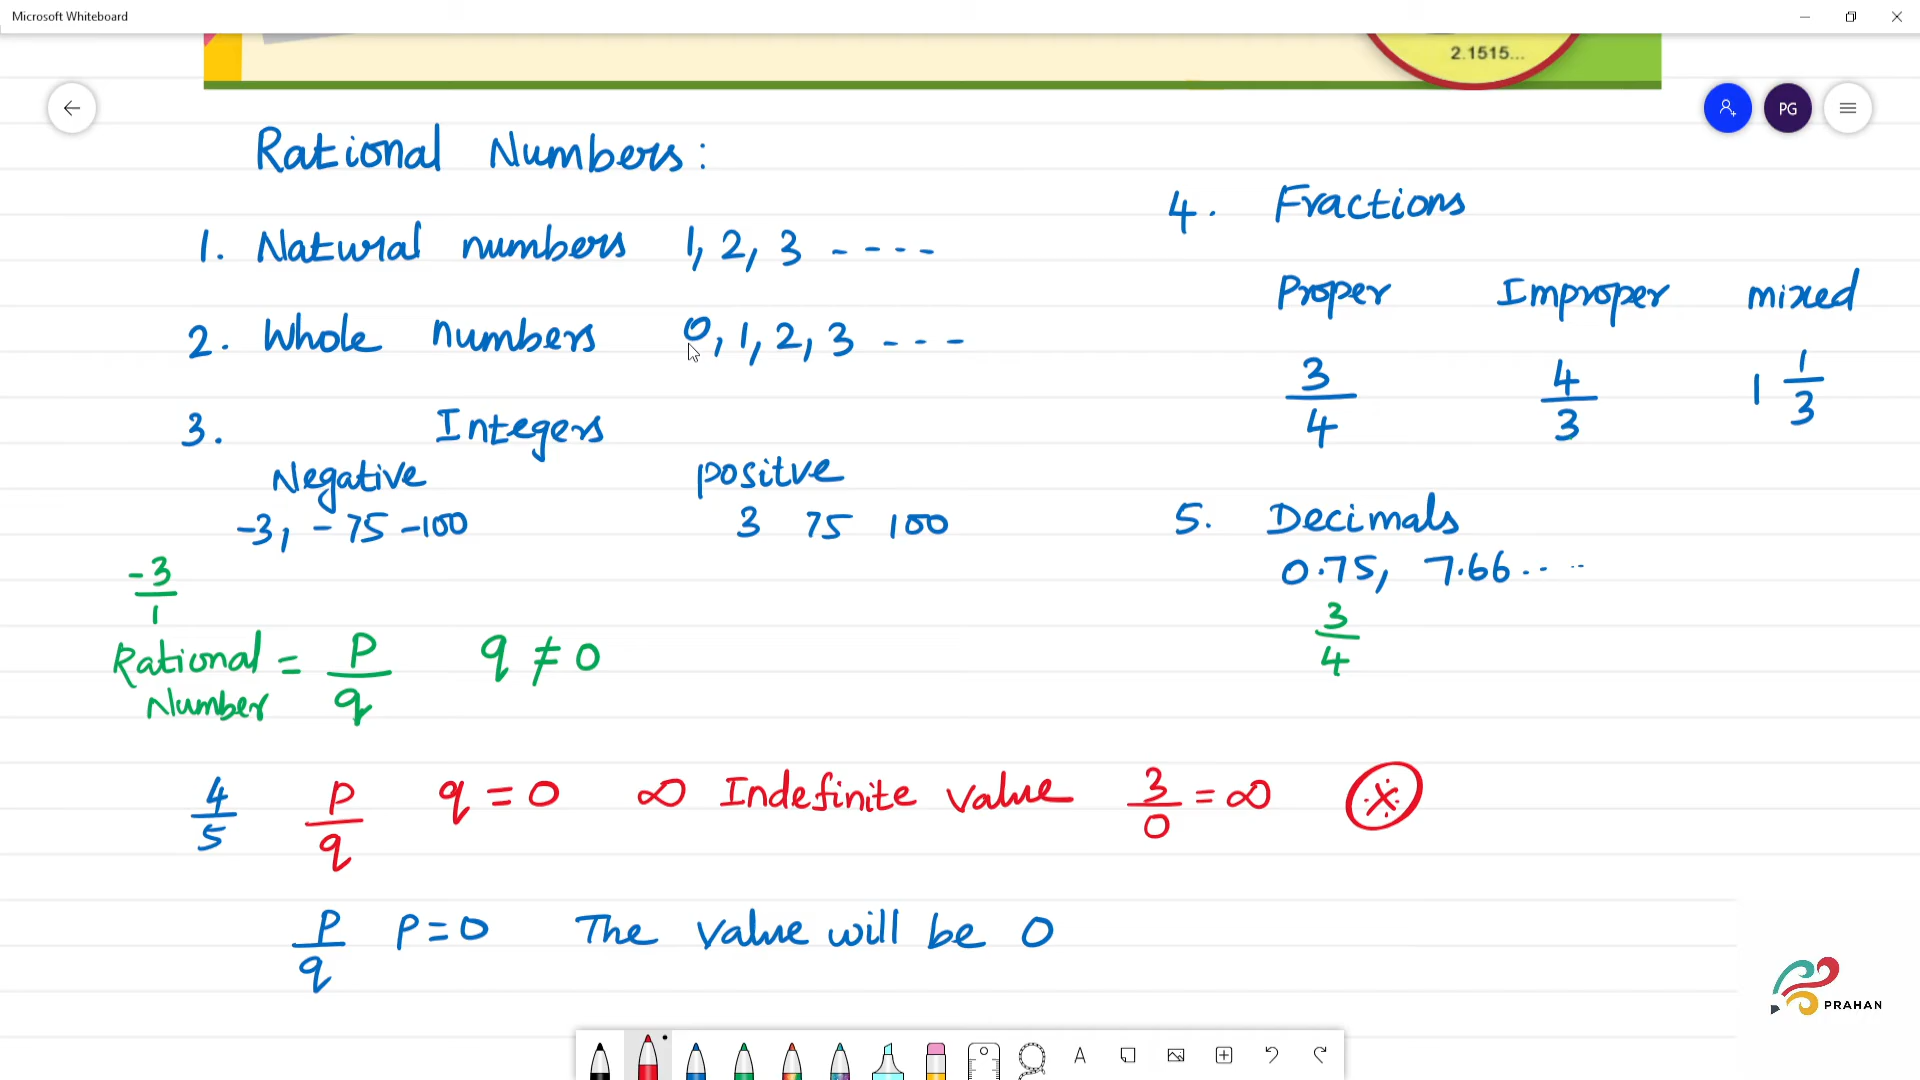 Microsoft Whiteboard
2.1515...
PG
Rational Numbers:
1. Natural numbers 1, 2, 3 ----
2. Whole numbers 0, 1, 2, 3 ---
3. Integers
Negative positve
-3, -75 -100 3 75 100
-3/1
Rational Number = P/q q ≠ 0
4. Fractions
Proper Improper mixed
3/4 4/3 1 1/3
5. Decimals
0.75, 7.66.. ..
3/4
4/5 P/q q = 0 ∞ Indefinite value 3/0 = ∞
P/q P = 0 The value will be 0
PRAHAN
A